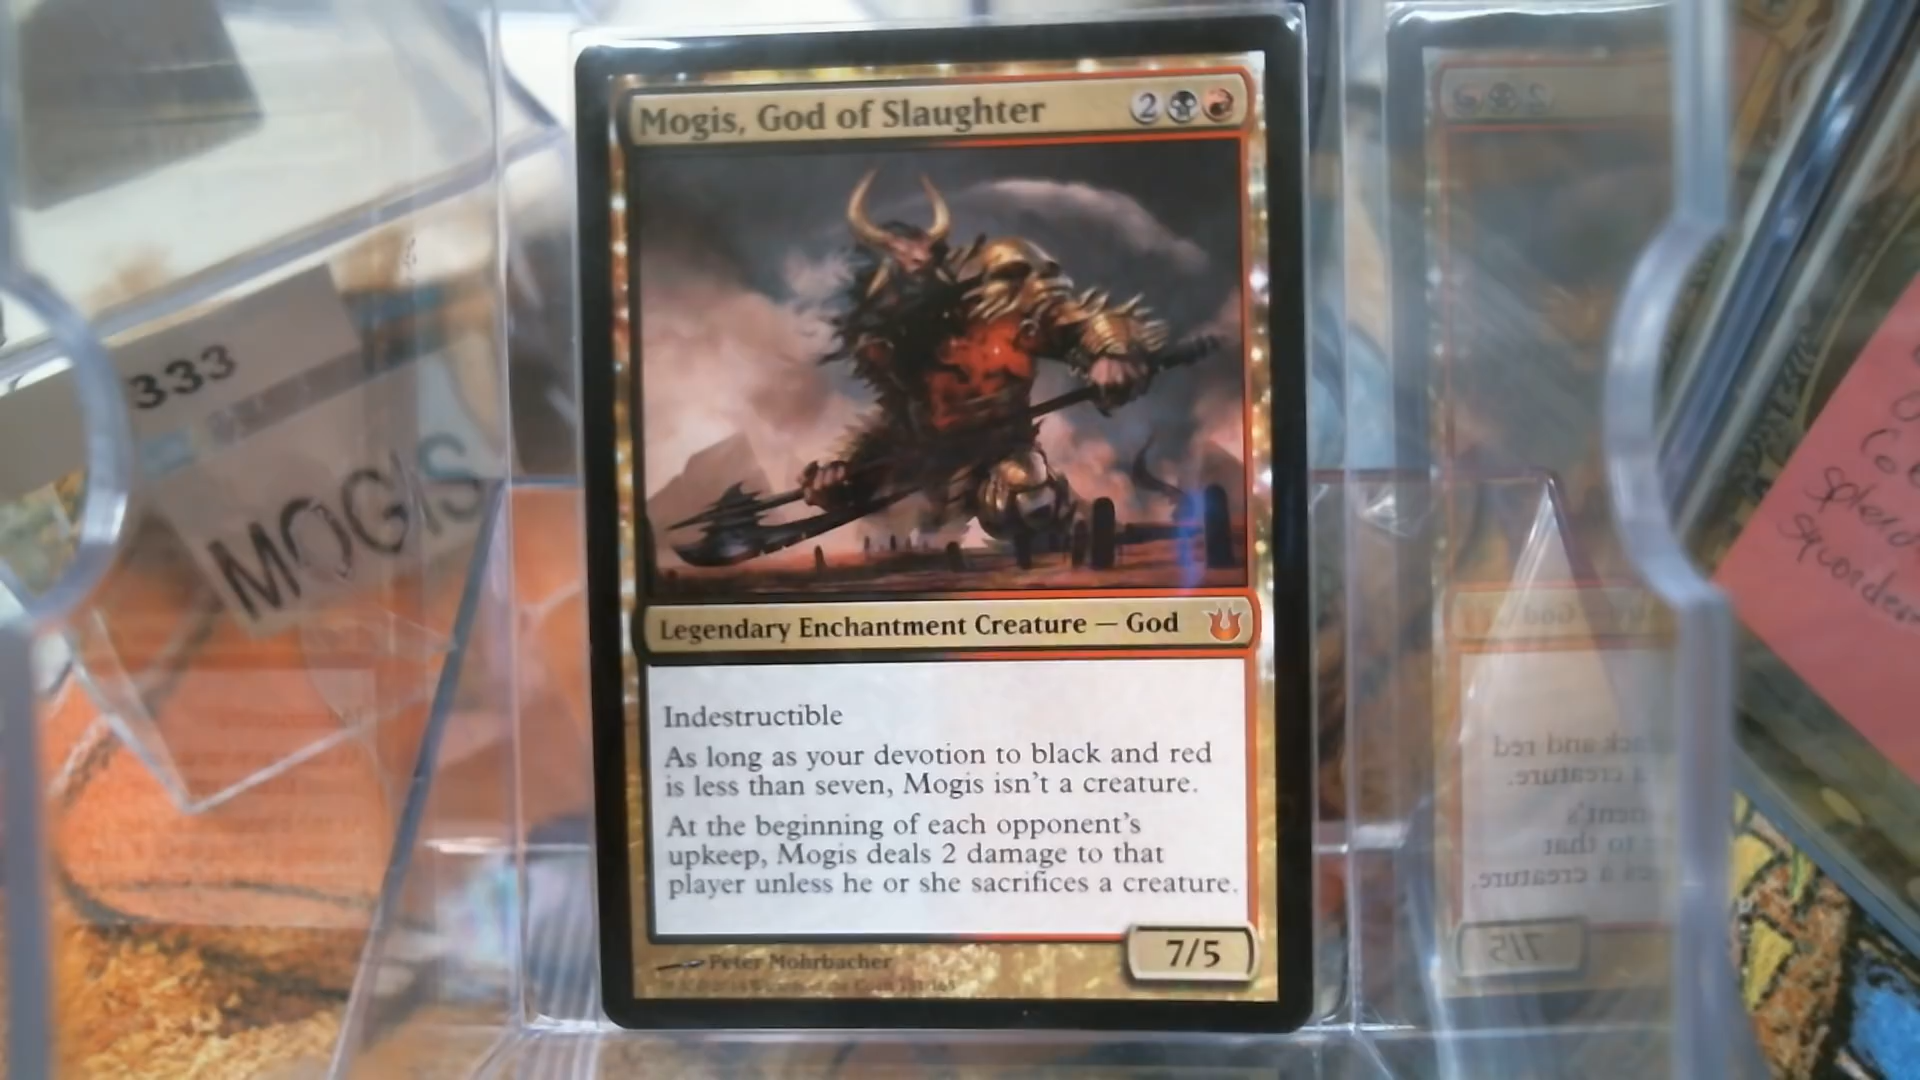 Mogis, God of Slaughter 2
Legendary Enchantment Creature — God
Indestructible
As long as your devotion to black and red
is less than seven, Mogis isn't a creature.
At the beginning of each opponent's
upkeep, Mogis deals 2 damage to that
player unless he or she sacrifices a creature.
7/5
Peter Mohrbacher
333
MOGIS